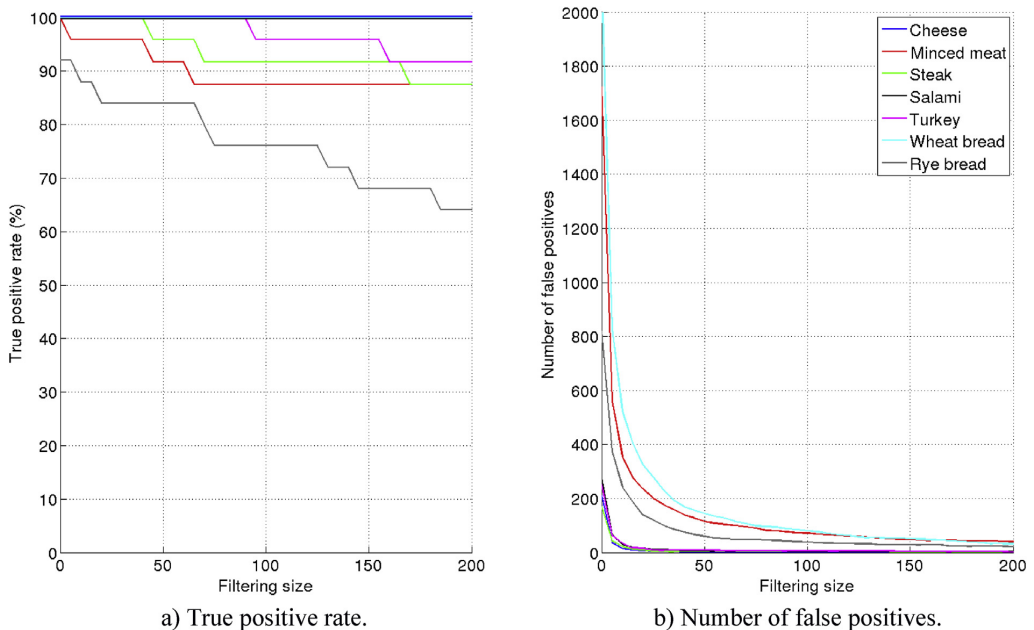 100
90
80
70
60
50
40
30
20
10
0
True positive rate (%)
0
50
100
150
200
Filtering size
a) True positive rate.
2000
1800
1600
1400
1200
1000
800
600
400
200
0
Number of false positives
0
50
100
150
200
Filtering size
Cheese
Minced meat
Steak
Salami
Turkey
Wheat bread
Rye bread
b) Number of false positives.